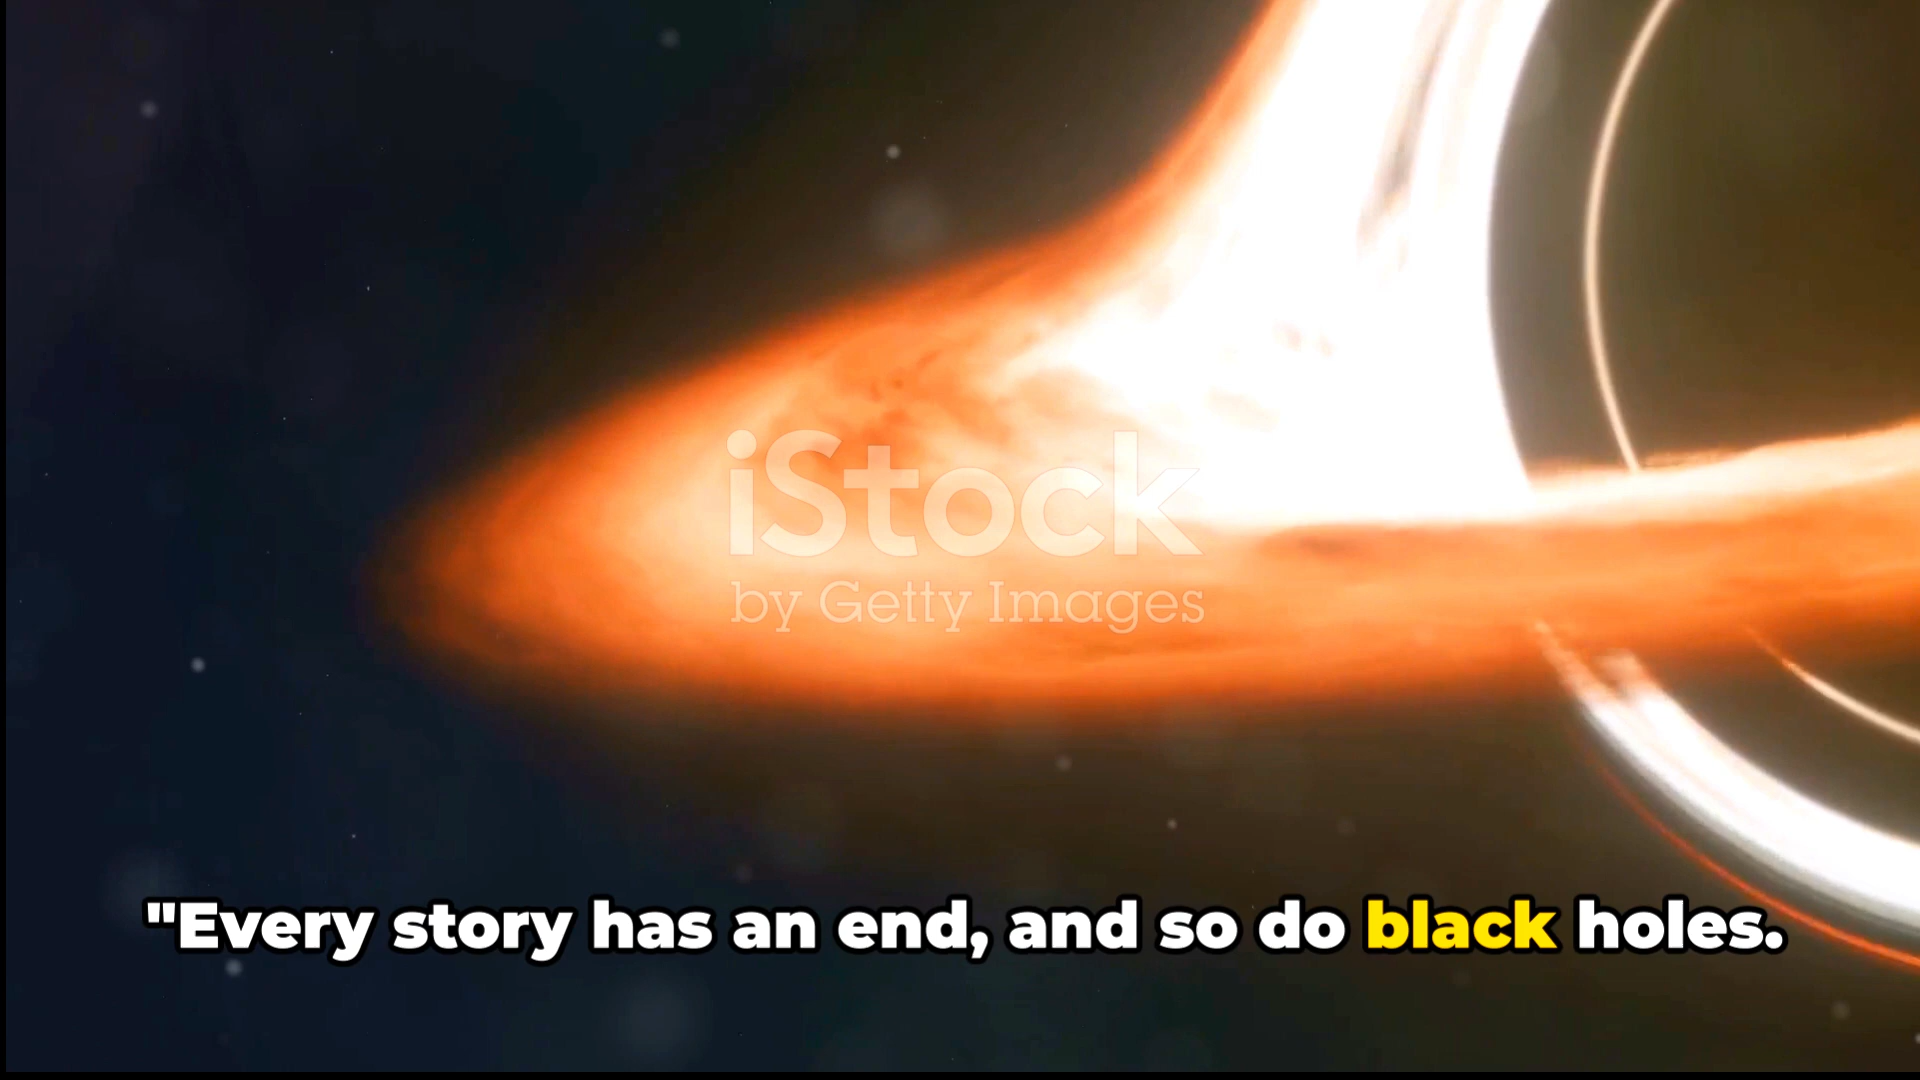 iStock
by Getty Images
"Every story has an end, and so do black holes.